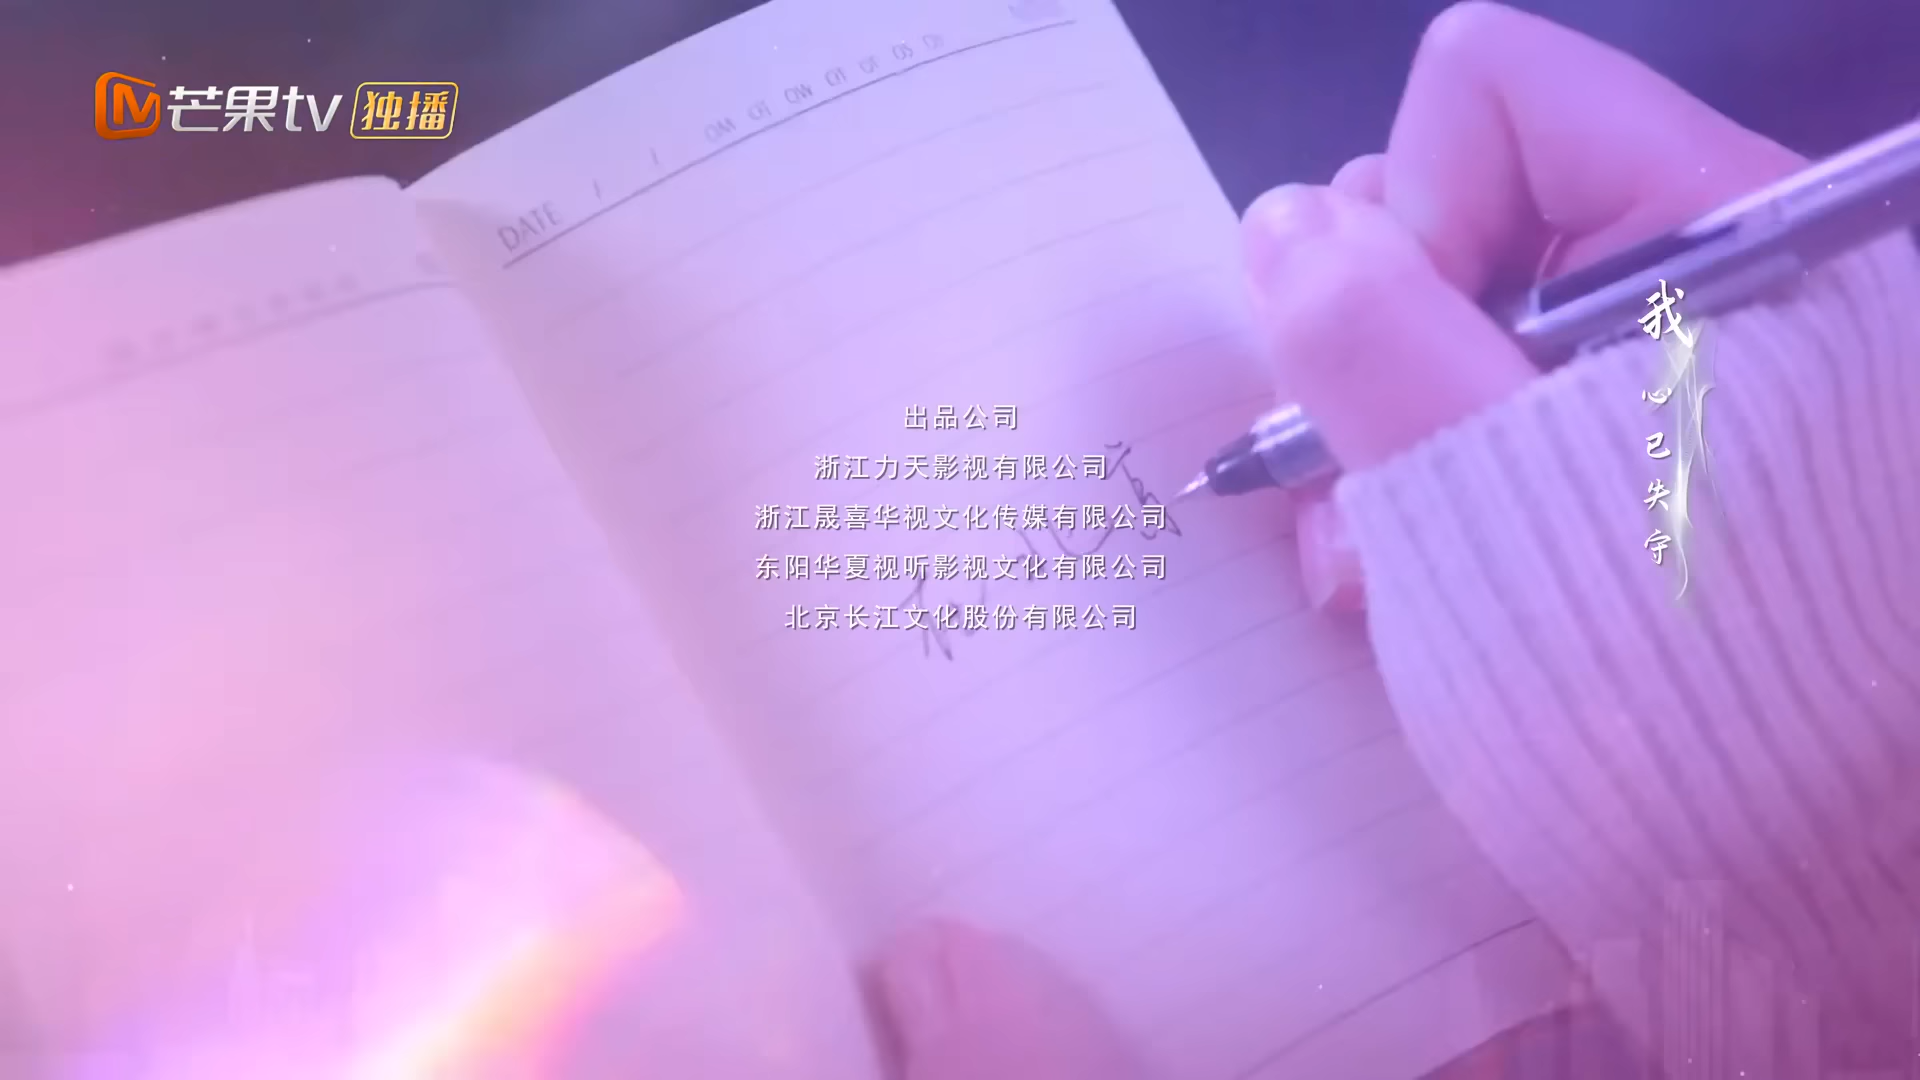 芒果tv 独播
DATE
出品公司
浙江力天影视有限公司
浙江晟喜华视文化传媒有限公司
东阳华夏视听影视文化有限公司
北京长江文化股份有限公司
我心已失守